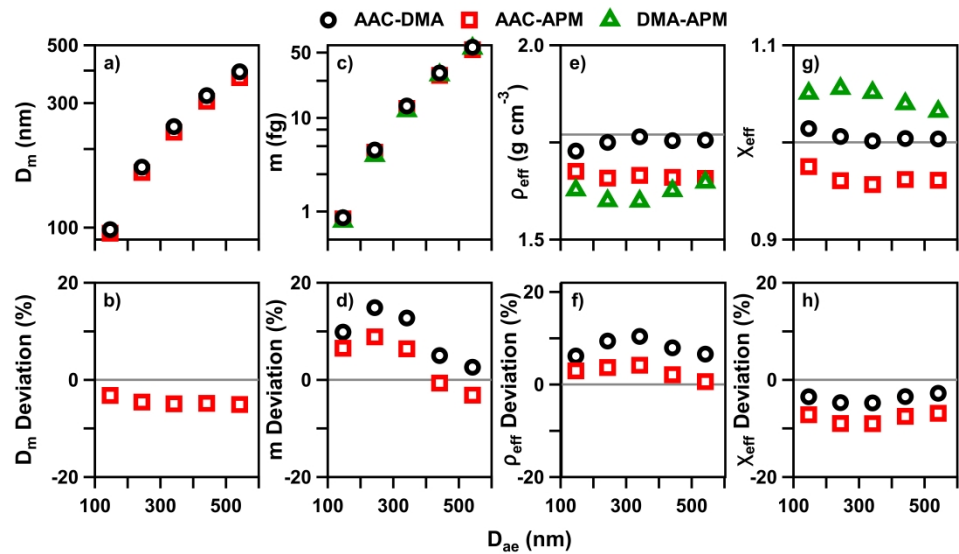 AAC-DMA AAC-APM DMA-APM
a) c) e) g)
500
300
100
D_m (nm)
50
10
1
m (fg)
2.0
1.5
ρ_eff (g cm⁻³)
1.1
0.9
χ_eff
b) d) f) h)
20
0
-20
D_m Deviation (%)
20
0
-20
m Deviation (%)
20
0
-20
ρ_eff Deviation (%)
20
0
-20
χ_eff Deviation (%)
100 300 500 100 300 500 100 300 500 100 300 500
D_ae (nm)